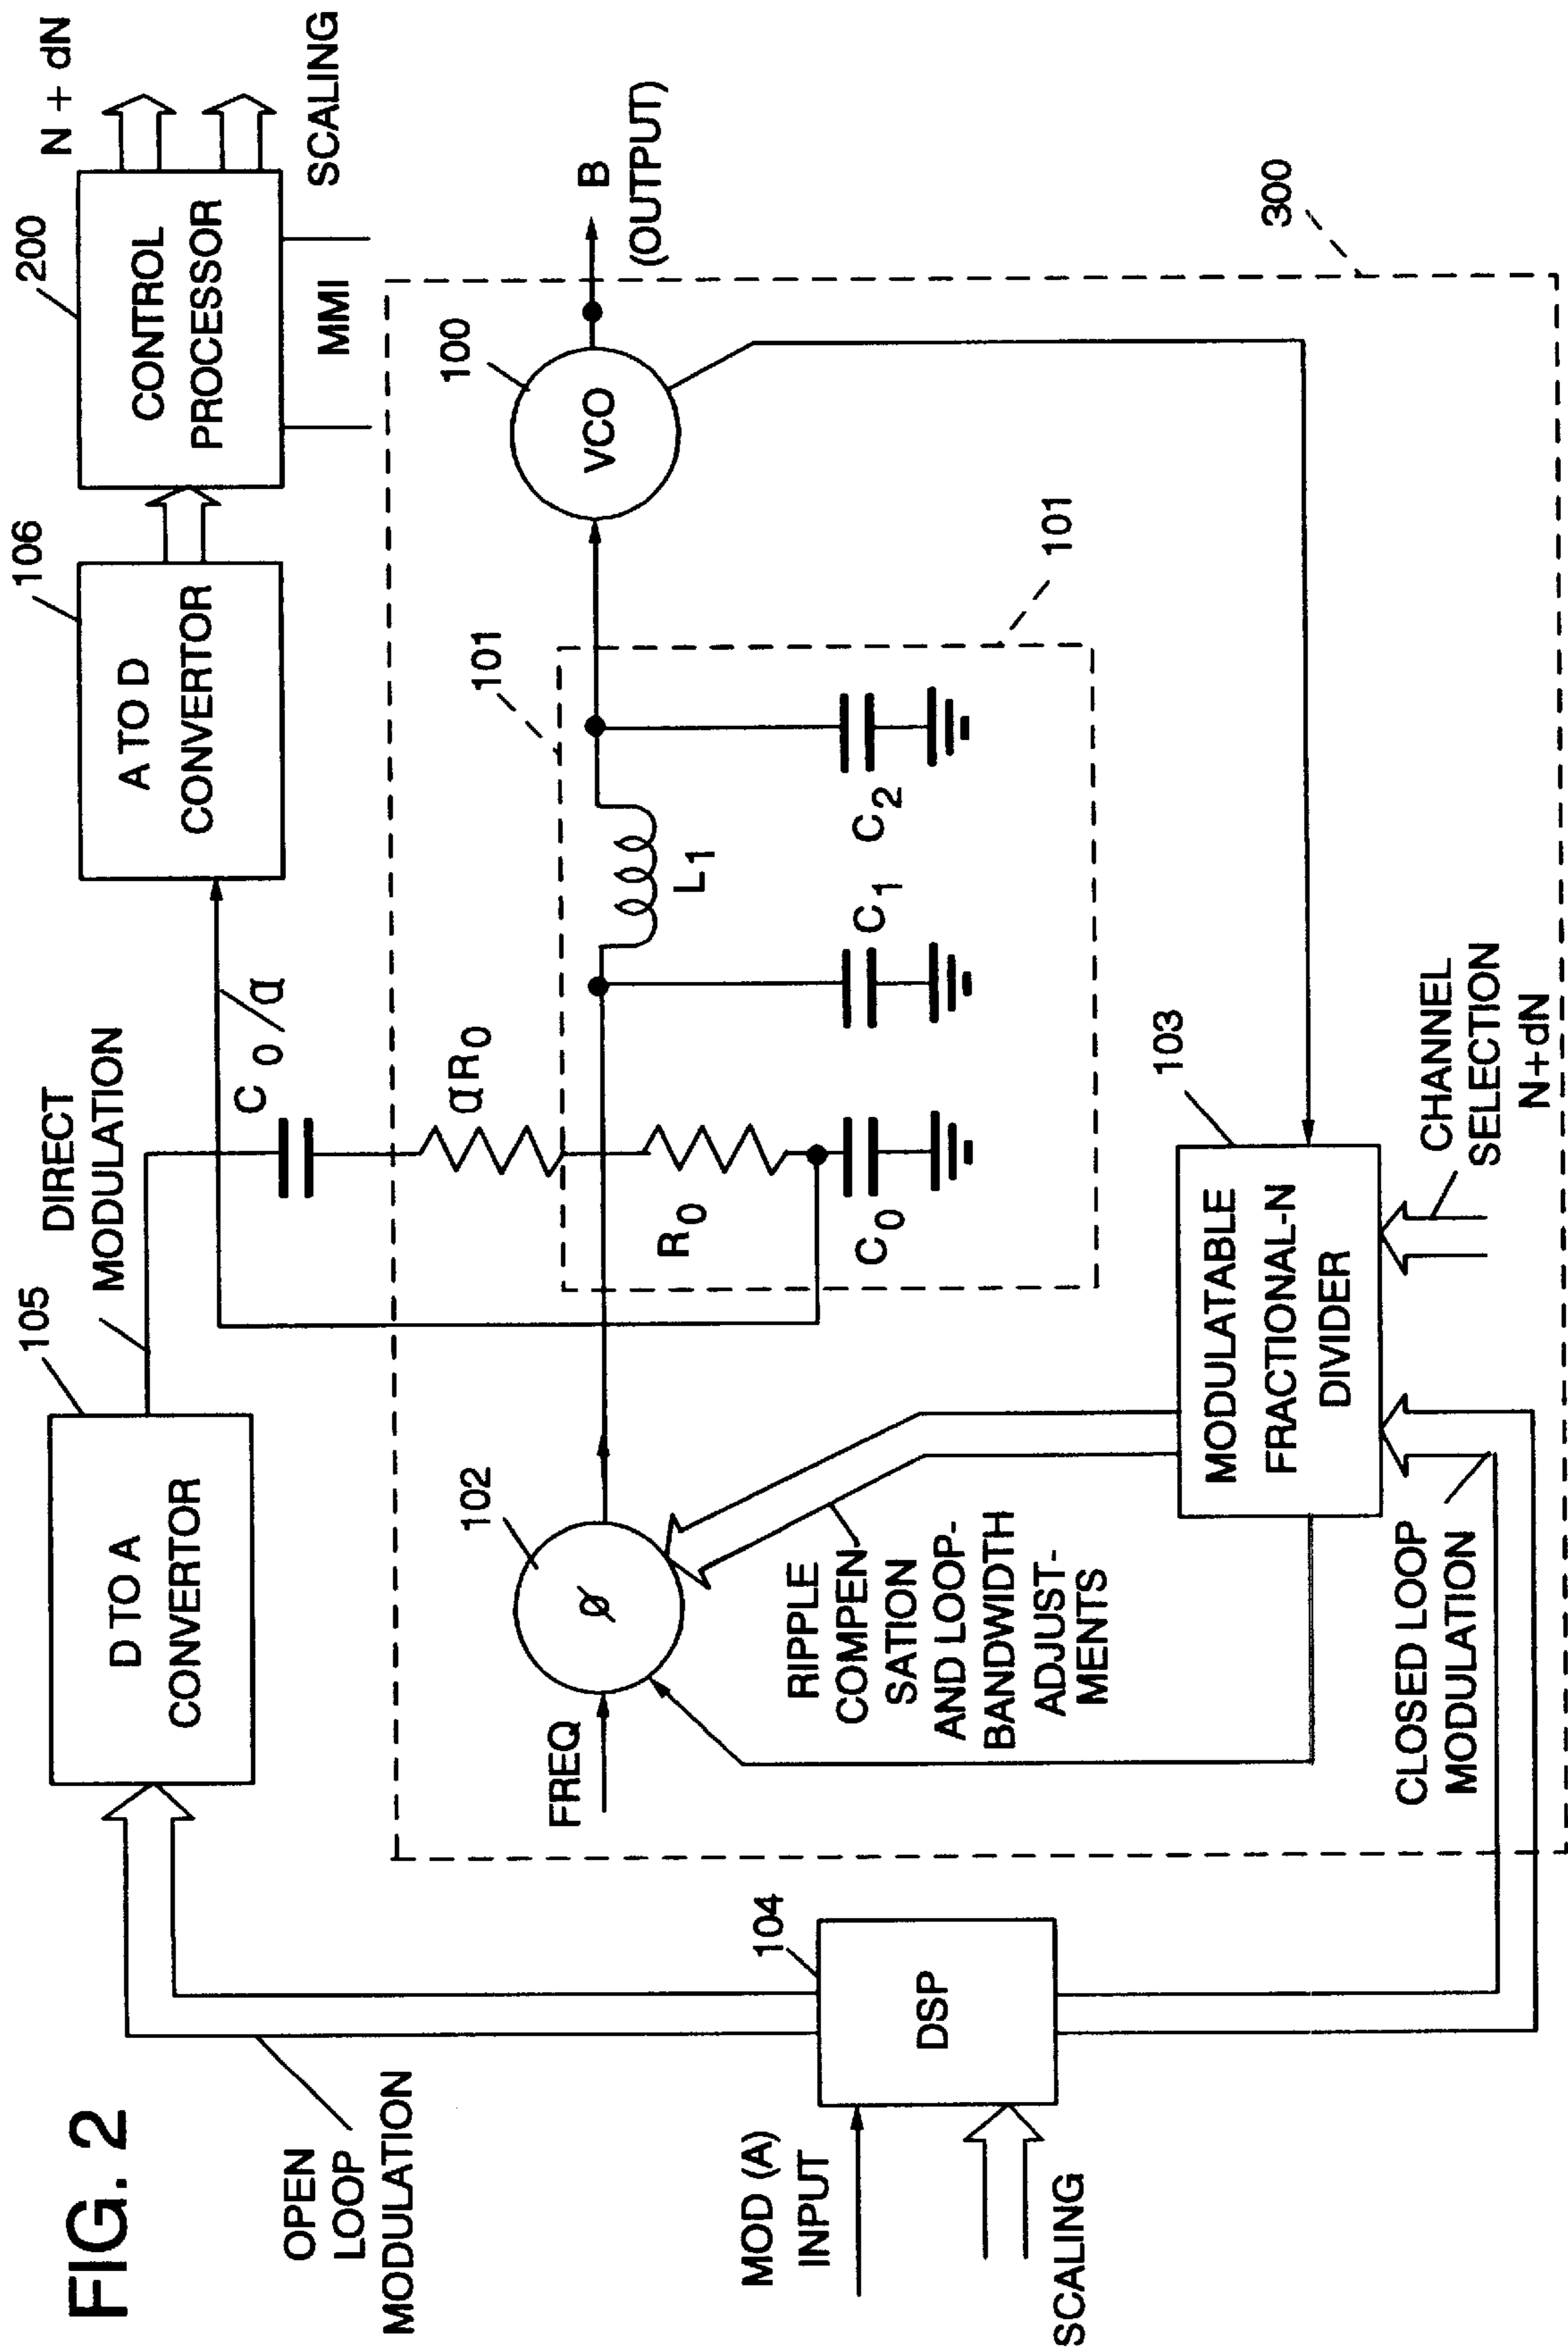 FIG. 2
OPEN
LOOP
MODULATION
105
D TO A
CONVERTOR
DIRECT
MODULATION
C0/α
106
A TO D
CONVERTOR
200
CONTROL
PROCESSOR
N + dN
SCALING
MMI
αR0
MOD (A)
INPUT
SCALING
104
DSP
FREQ
102
Ø
R0
C0
C1
L1
C2
101
101
100
VCO
B
(OUTPUT)
300
RIPPLE
COMPEN-
SATION
AND LOOP-
BANDWIDTH
ADJUST-
MENTS
103
MODULATABLE
FRACTIONAL-N
DIVIDER
CLOSED LOOP
MODULATION
CHANNEL
SELECTION
N+dN